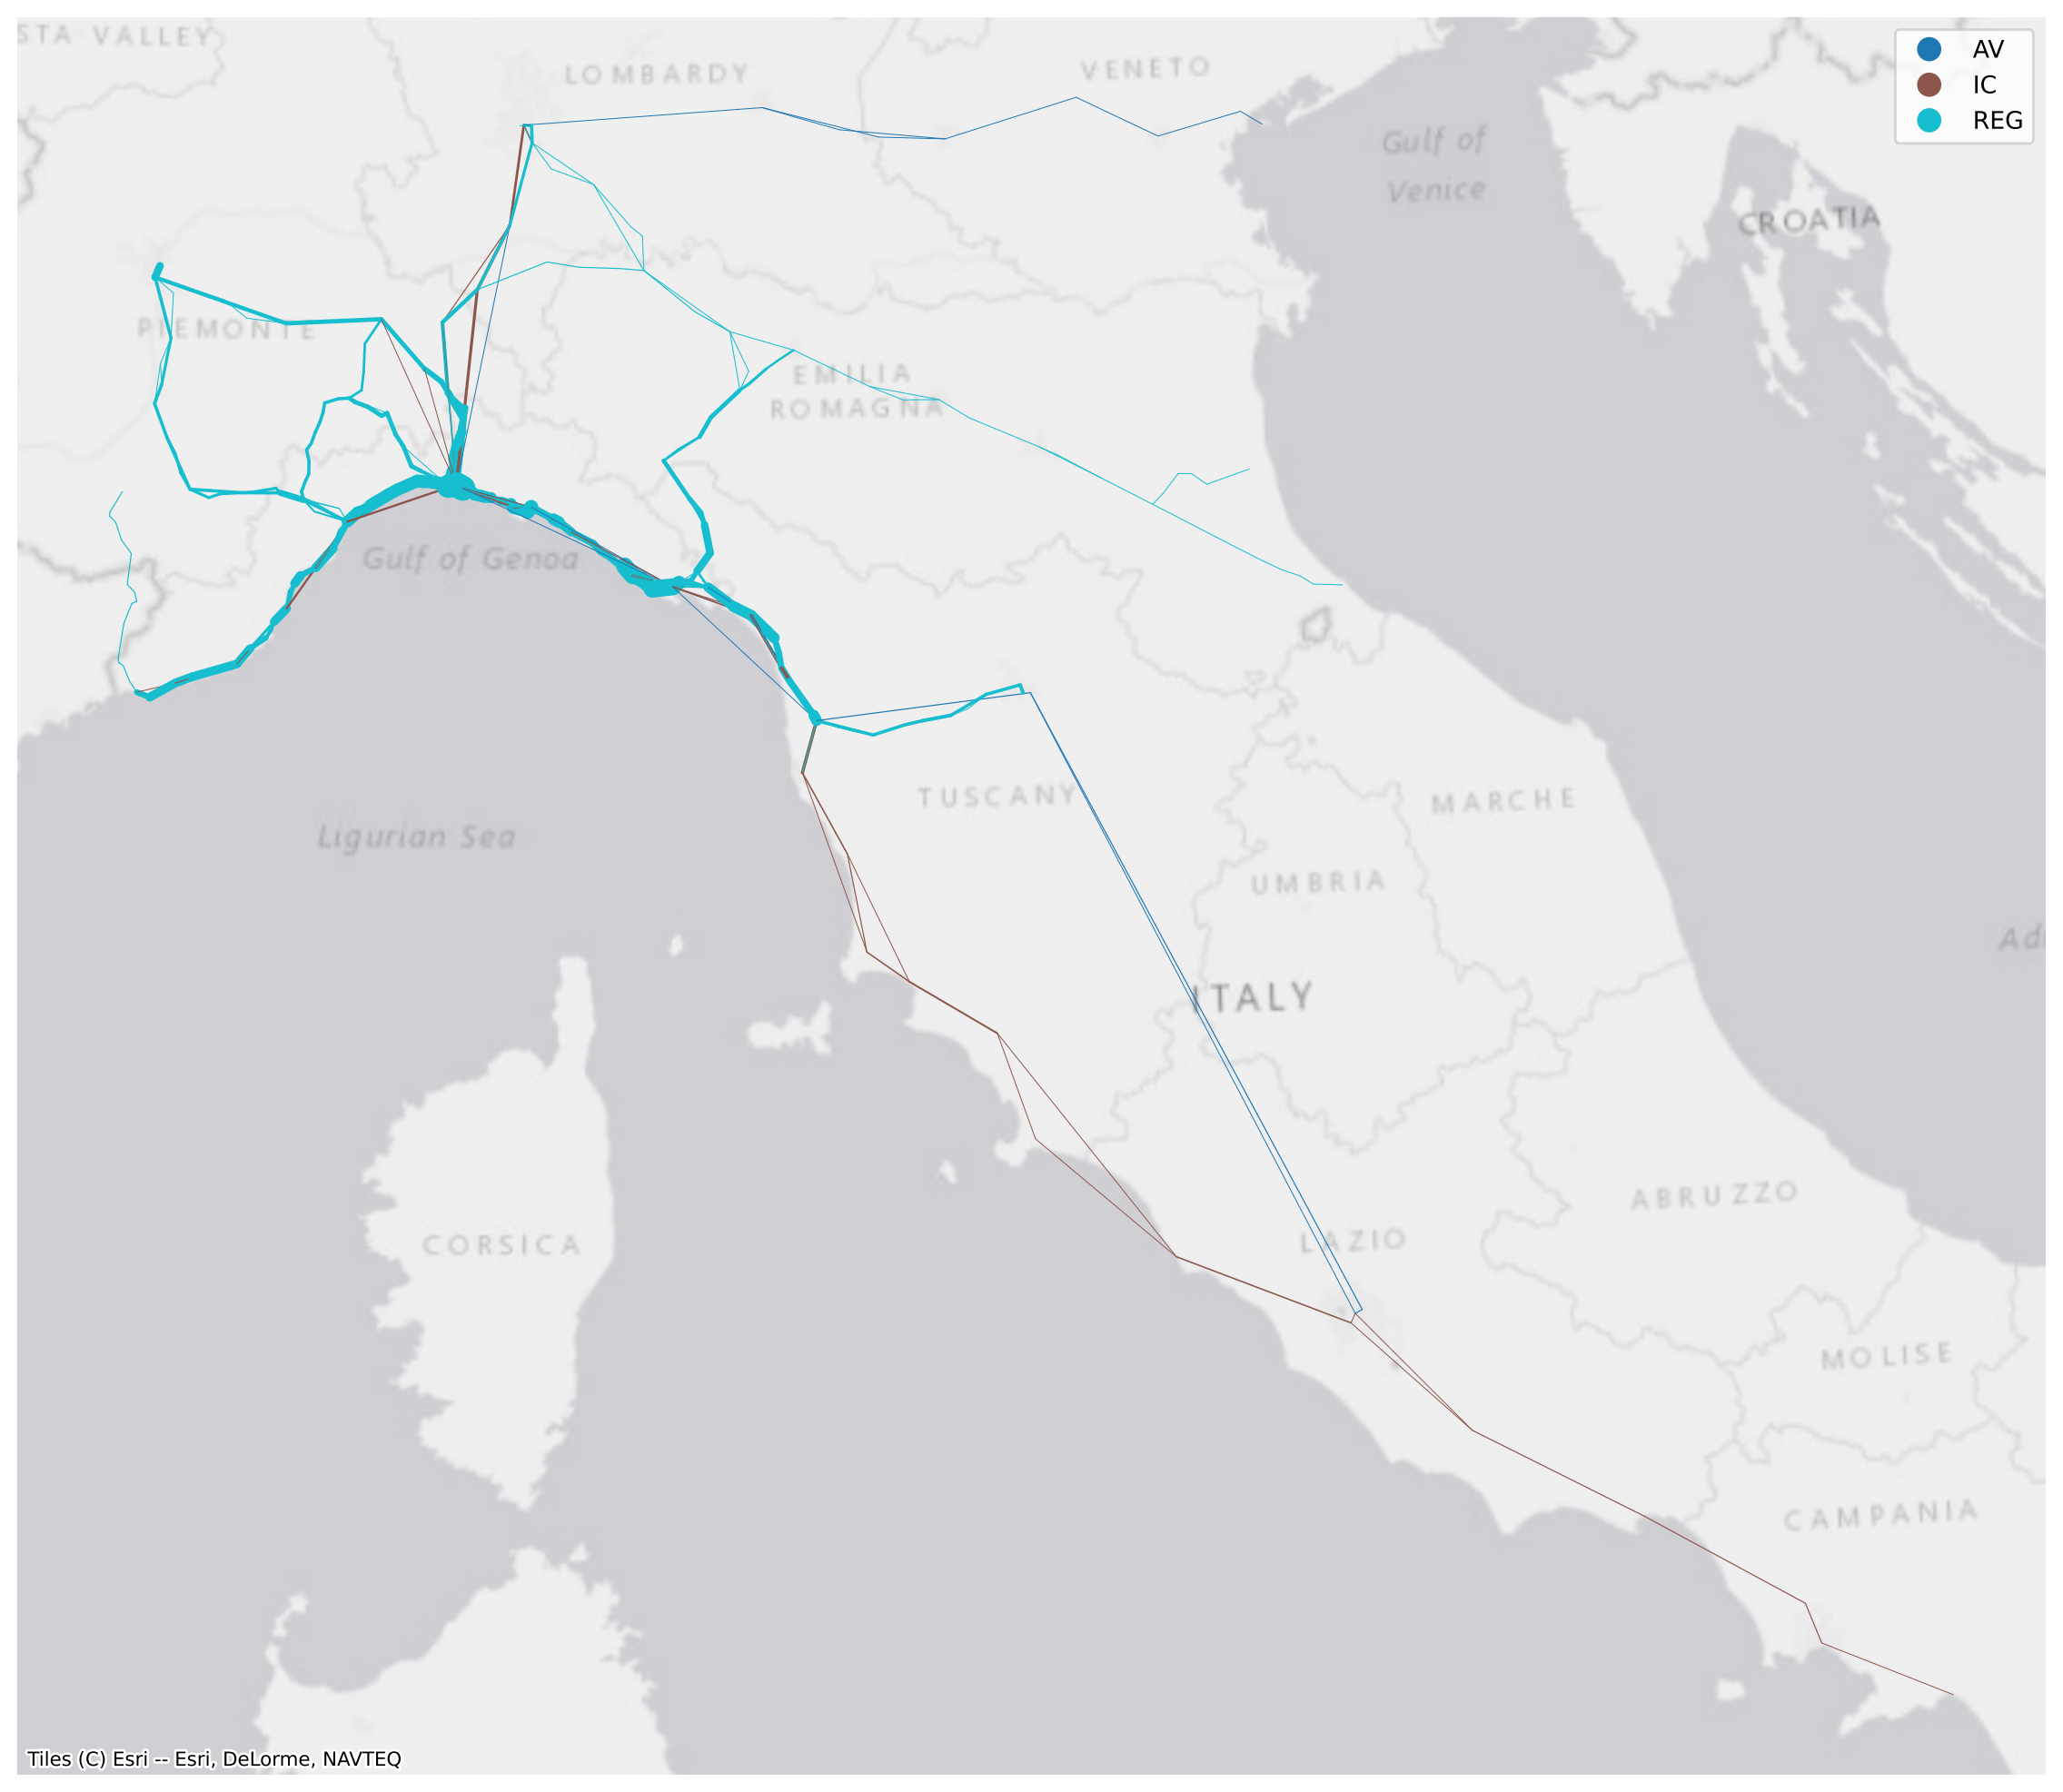 STA VALLEY
LOMBARDY
VENETO
AV
IC
REG
Gulf of
Venice
CROATIA
PIEMONTE
EMILIA
ROMAGNA
Gulf of Genoa
TUSCANY
MARCHE
Ligurian Sea
UMBRIA
Ad
ITALY
ABRUZZO
CORSICA
LAZIO
MOLISE
CAMPANIA
Tiles (C) Esri -- Esri, DeLorme, NAVTEQ